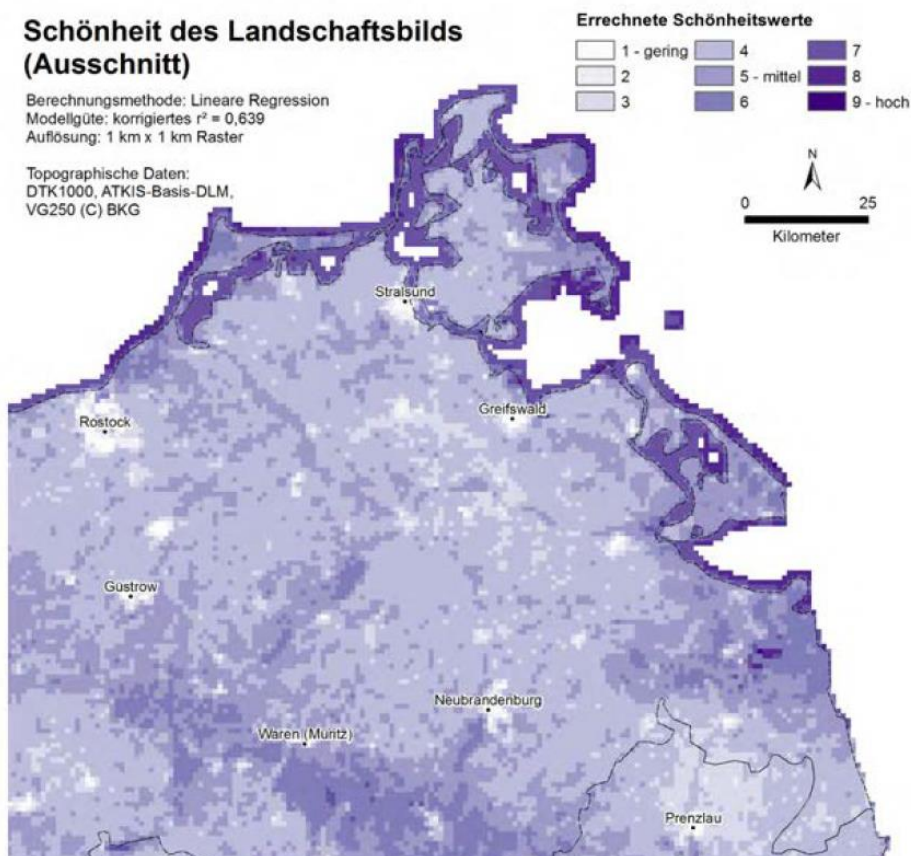 Schönheit des Landschaftsbilds
(Ausschnitt)
Berechnungsmethode: Lineare Regression
Modellgüte: korrigiertes r² = 0,639
Auflösung: 1 km x 1 km Raster
Topographische Daten:
DTK1000, ATKIS-Basis-DLM,
VG250 (C) BKG
Errechnete Schönheitswerte
1 - gering
2
3
4
5 - mittel
6
7
8
9 - hoch
N
0 25
Kilometer
Stralsund
Greifswald
Rostock
Güstrow
Neubrandenburg
Waren (Müritz)
Prenzlau